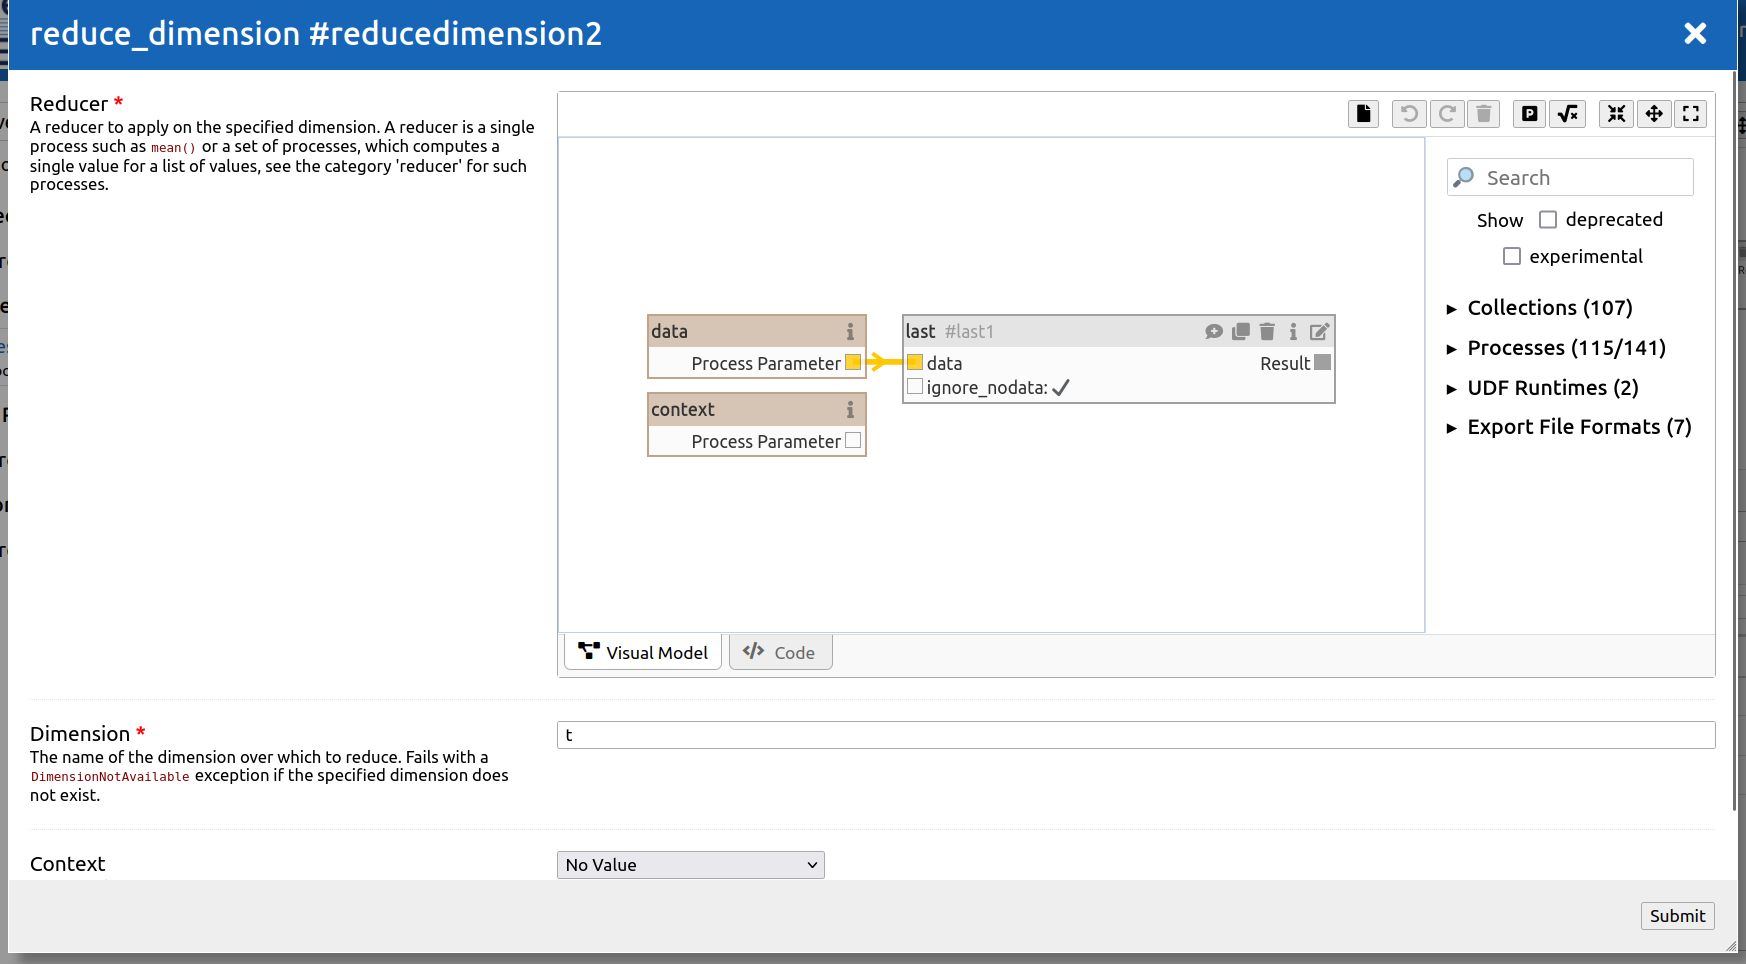 reduce_dimension #reducedimension2
Reducer *
A reducer to apply on the specified dimension. A reducer is a single
process such as mean() or a set of processes, which computes a
single value for a list of values, see the category 'reducer' for such
processes.
data
Process Parameter
context
Process Parameter
last #last1
data Result
ignore_nodata:
Search
Show deprecated
experimental
Collections (107)
Processes (115/141)
UDF Runtimes (2)
Export File Formats (7)
Visual Model
Code
Dimension *
The name of the dimension over which to reduce. Fails with a
DimensionNotAvailable exception if the specified dimension does
not exist.
t
Context
No Value
Submit